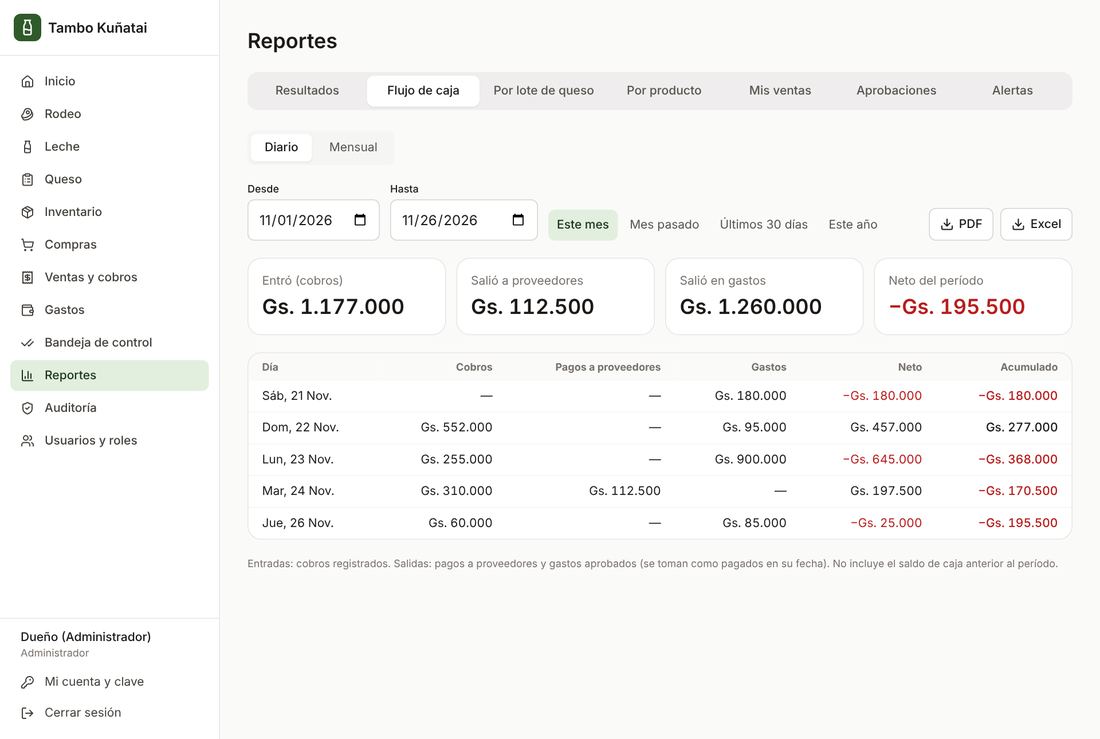 Tambo Kuñatai
Inicio
Rodeo
Leche
Queso
Inventario
Compras
Ventas y cobros
Gastos
Bandeja de control
Reportes
Auditoría
Usuarios y roles
Dueño (Administrador)
Administrador
Mi cuenta y clave
Cerrar sesión
Reportes
Resultados Flujo de caja Por lote de queso Por producto Mis ventas Aprobaciones Alertas
Diario Mensual
Desde Hasta
11/01/2026 11/26/2026 Este mes Mes pasado Últimos 30 días Este año PDF Excel
Entró (cobros) Salió a proveedores Salió en gastos Neto del período
Gs. 1.177.000 Gs. 112.500 Gs. 1.260.000 −Gs. 195.500
Día Cobros Pagos a proveedores Gastos Neto Acumulado
Sáb, 21 Nov. — — Gs. 180.000 −Gs. 180.000 −Gs. 180.000
Dom, 22 Nov. Gs. 552.000 — Gs. 95.000 Gs. 457.000 Gs. 277.000
Lun, 23 Nov. Gs. 255.000 — Gs. 900.000 −Gs. 645.000 −Gs. 368.000
Mar, 24 Nov. Gs. 310.000 Gs. 112.500 — Gs. 197.500 −Gs. 170.500
Jue, 26 Nov. Gs. 60.000 — Gs. 85.000 −Gs. 25.000 −Gs. 195.500
Entradas: cobros registrados. Salidas: pagos a proveedores y gastos aprobados (se toman como pagados en su fecha). No incluye el saldo de caja anterior al período.